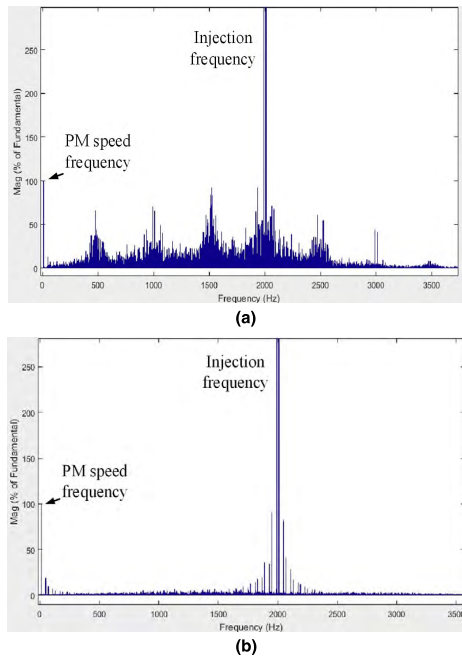 Injection
frequency
PM speed
frequency
Mag (% of Fundamental)
250
200
150
100
50
0
0 500 1000 1500 2000 2500 3000 3500
Frequency (Hz)
(a)
Injection
frequency
PM speed
frequency
Mag (% of Fundamental)
250
200
150
100
50
0
0 500 1000 1500 2000 2500 3000 3500
Frequency (Hz)
(b)